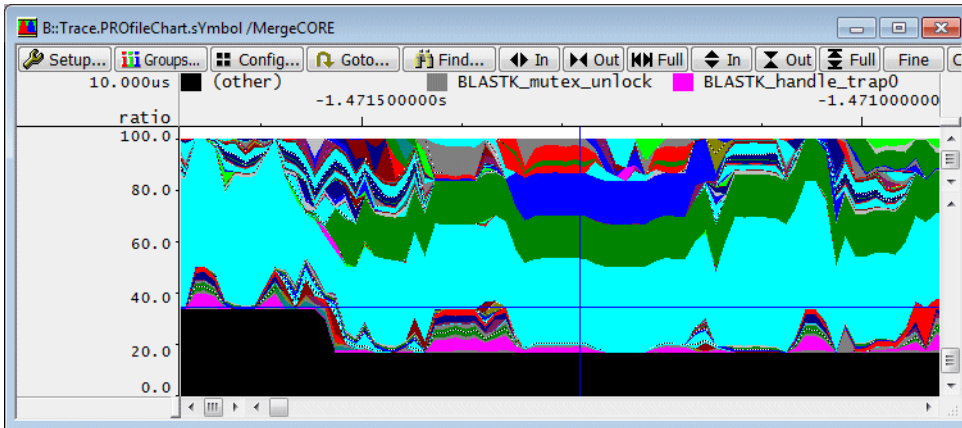 B::Trace.PROfileChart.sYmbol /MergeCORE
Setup... Groups... Config... Goto... Find... In Out Full In Out Full Fine C
10.000us (other) BLASTK_mutex_unlock BLASTK_handle_trap0
-1.471500000s -1.471000000
ratio
100.0
80.0
60.0
40.0
20.0
0.0